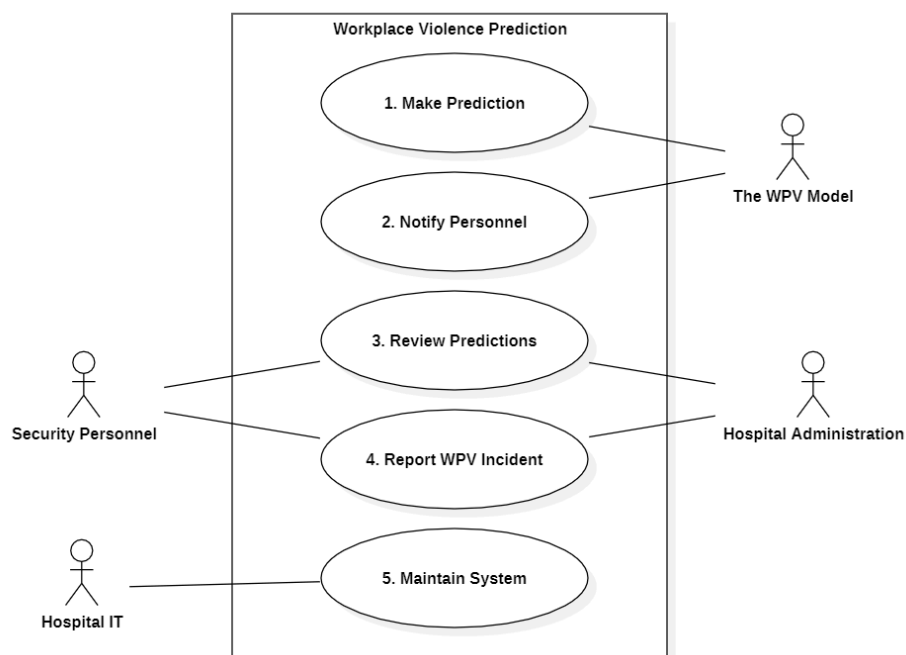 Workplace Violence Prediction
1. Make Prediction
The WPV Model
2. Notify Personnel
3. Review Predictions
Security Personnel
Hospital Administration
4. Report WPV Incident
5. Maintain System
Hospital IT